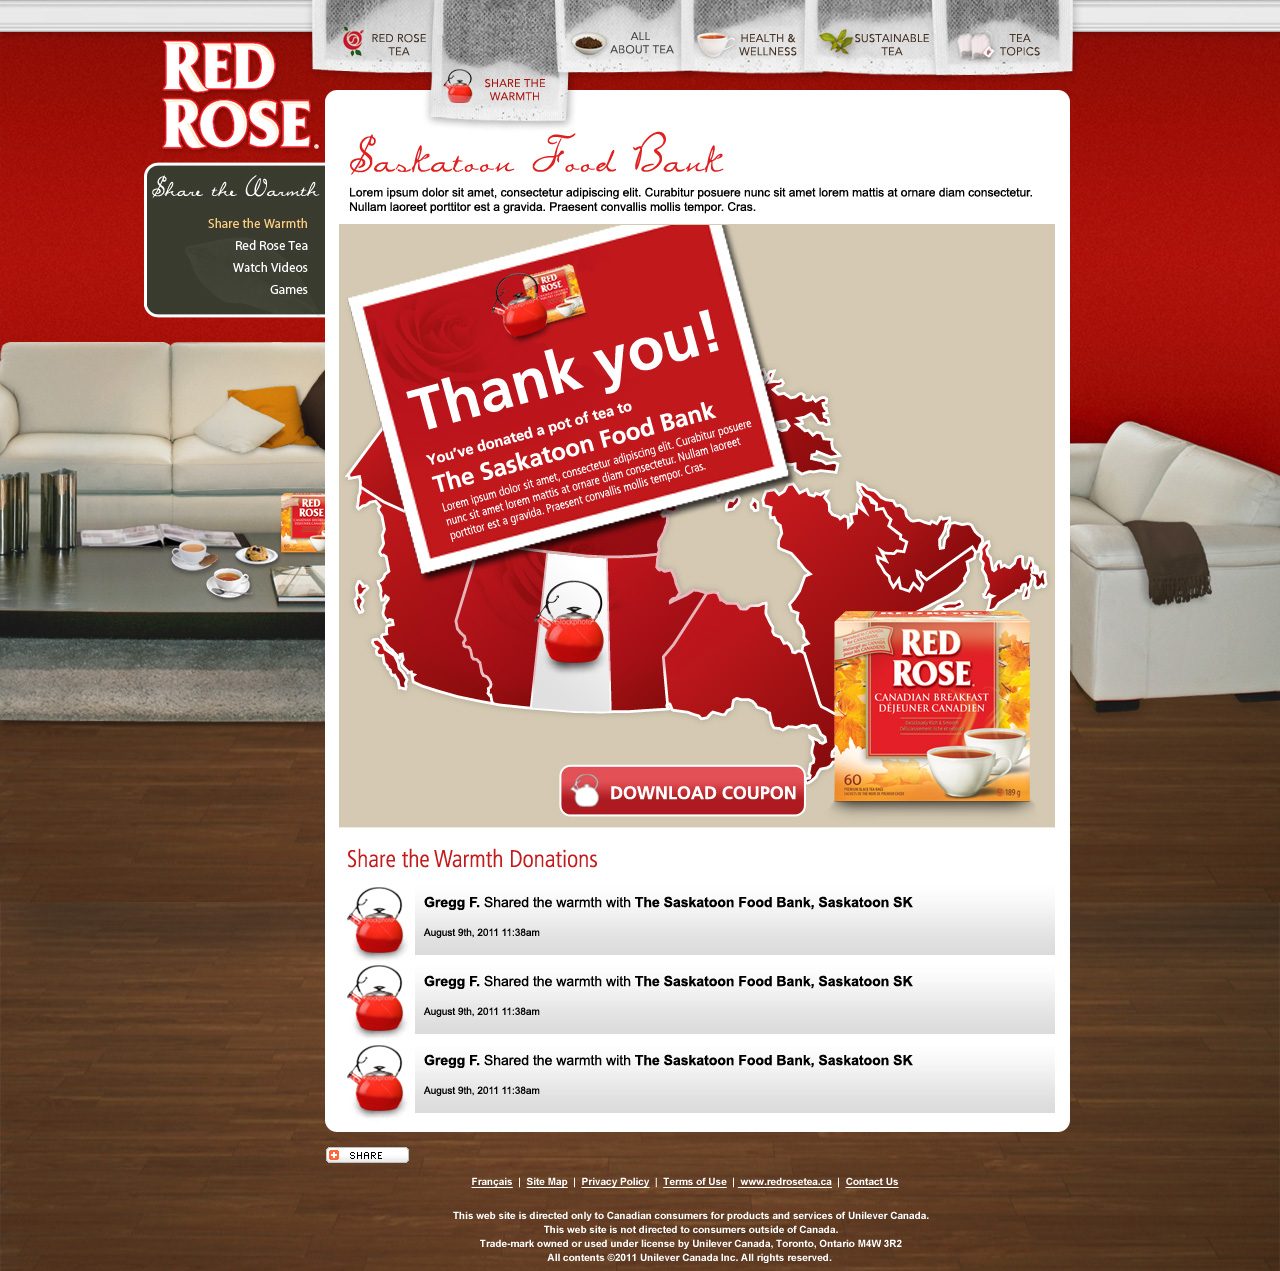 RED ROSE
TEA
ALL
ABOUT TEA
HEALTH &
WELLNESS
SUSTAINABLE
TEA
TEA
TOPICS
SHARE THE
WARMTH
RED
ROSE.
Share the Warmth
Share the Warmth
Red Rose Tea
Watch Videos
Games
Saskatoon Food Bank
Lorem ipsum dolor sit amet, consectetur adipiscing elit. Curabitur posuere nunc sit amet lorem mattis at ornare diam consectetur.
Nullam laoreet porttitor est a gravida. Praesent convallis mollis tempor. Cras.
RED
ROSE
Thank you!
You've donated a pot of tea to
The Saskatoon Food Bank
Lorem ipsum dolor sit amet, consectetur adipiscing elit. Curabitur posuere
nunc sit amet lorem mattis at ornare diam consectetur. Nullam laoreet
porttitor est a gravida. Praesent convallis mollis tempor. Cras.
RED
ROSE
RED
ROSE
CANADIAN BREAKFAST
DÉJEUNER CANADIEN
60
189 g
DOWNLOAD COUPON
Share the Warmth Donations
Gregg F. Shared the warmth with The Saskatoon Food Bank, Saskatoon SK
August 9th, 2011 11:38am
Gregg F. Shared the warmth with The Saskatoon Food Bank, Saskatoon SK
August 9th, 2011 11:38am
Gregg F. Shared the warmth with The Saskatoon Food Bank, Saskatoon SK
August 9th, 2011 11:38am
SHARE
Français | Site Map | Privacy Policy | Terms of Use | www.redrosetea.ca | Contact Us
This web site is directed only to Canadian consumers for products and services of Unilever Canada.
This web site is not directed to consumers outside of Canada.
Trade-mark owned or used under license by Unilever Canada, Toronto, Ontario M4W 3R2
All contents ©2011 Unilever Canada Inc. All rights reserved.